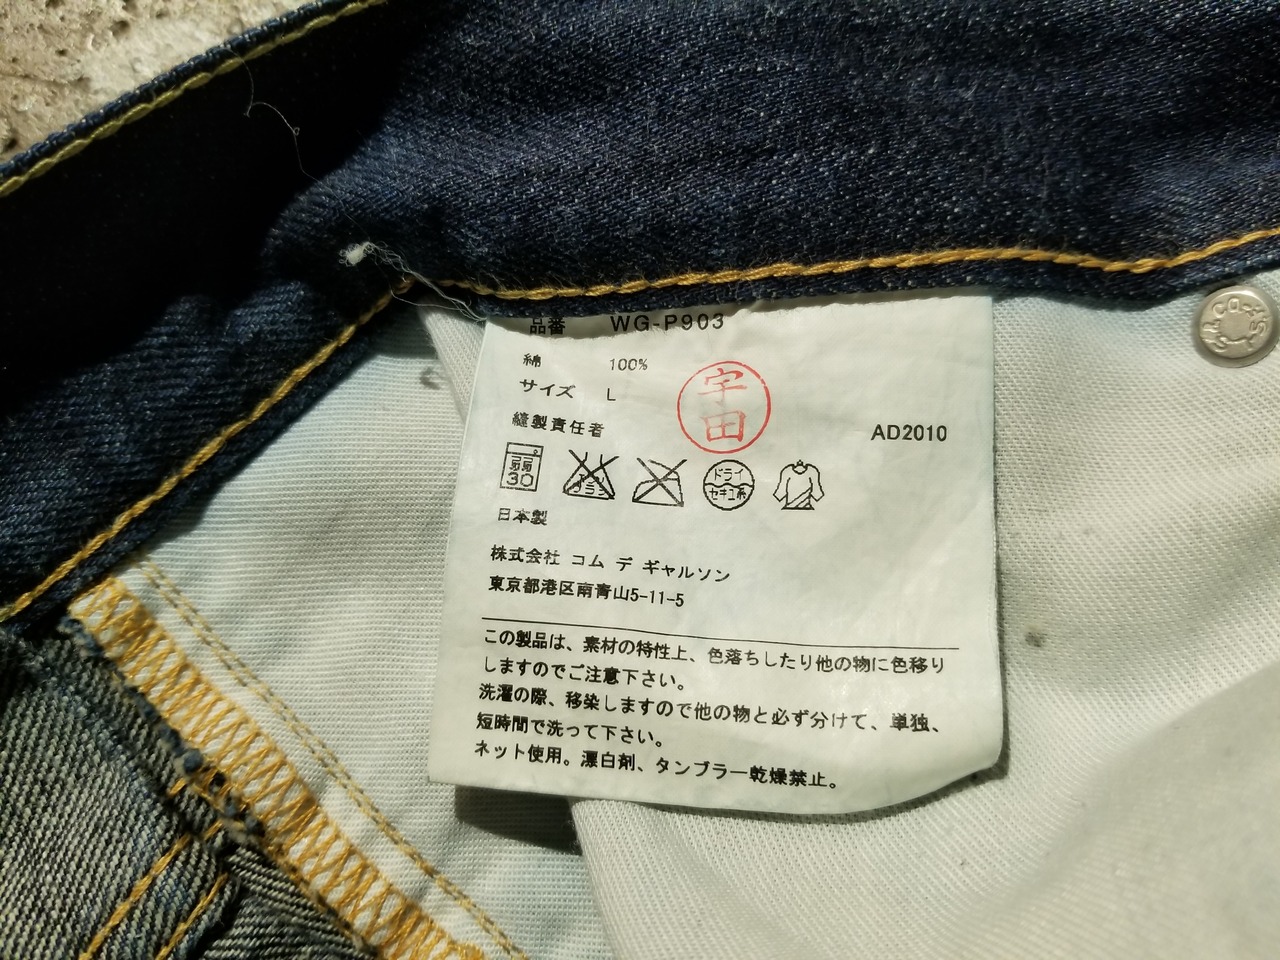 品番 WG-P903
綿 100%
サイズ L
宇田
縫製責任者
AD2010
弱 30
エンソサラシ
ドライ
セキユ系
日本製
株式会社 コム デ ギャルソン
東京都港区南青山5-11-5
この製品は、素材の特性上、色落ちしたり他の物に色移り
しますのでご注意下さい。
洗濯の際、移染しますので他の物と必ず分けて、単独、
短時間で洗って下さい。
ネット使用。漂白剤、タンブラー乾燥禁止。